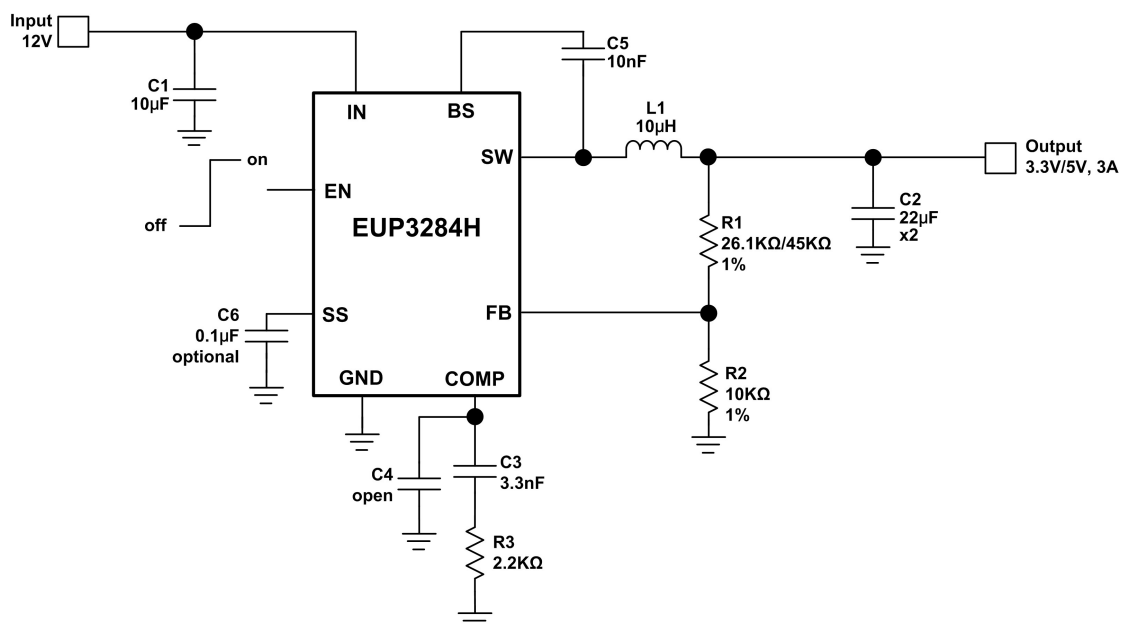 Input
12V
C1
10µF
on
off
IN
BS
C5
10nF
SW
L1
10µH
Output
3.3V/5V, 3A
EN
EUP3284H
C2
22µF
x2
R1
26.1KΩ/45KΩ
1%
C6
0.1µF
optional
SS
FB
GND
COMP
R2
10KΩ
1%
C4
open
C3
3.3nF
R3
2.2KΩ